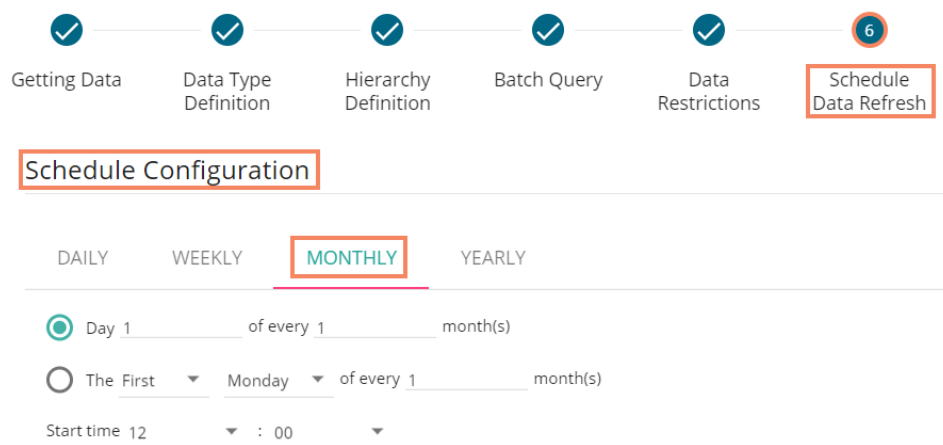 6
Getting Data
Data Type
Definition
Hierarchy
Definition
Batch Query
Data
Restrictions
Schedule
Data Refresh
Schedule Configuration
DAILY WEEKLY MONTHLY YEARLY
Day 1 of every 1 month(s)
The First Monday of every 1 month(s)
Start time 12 : 00